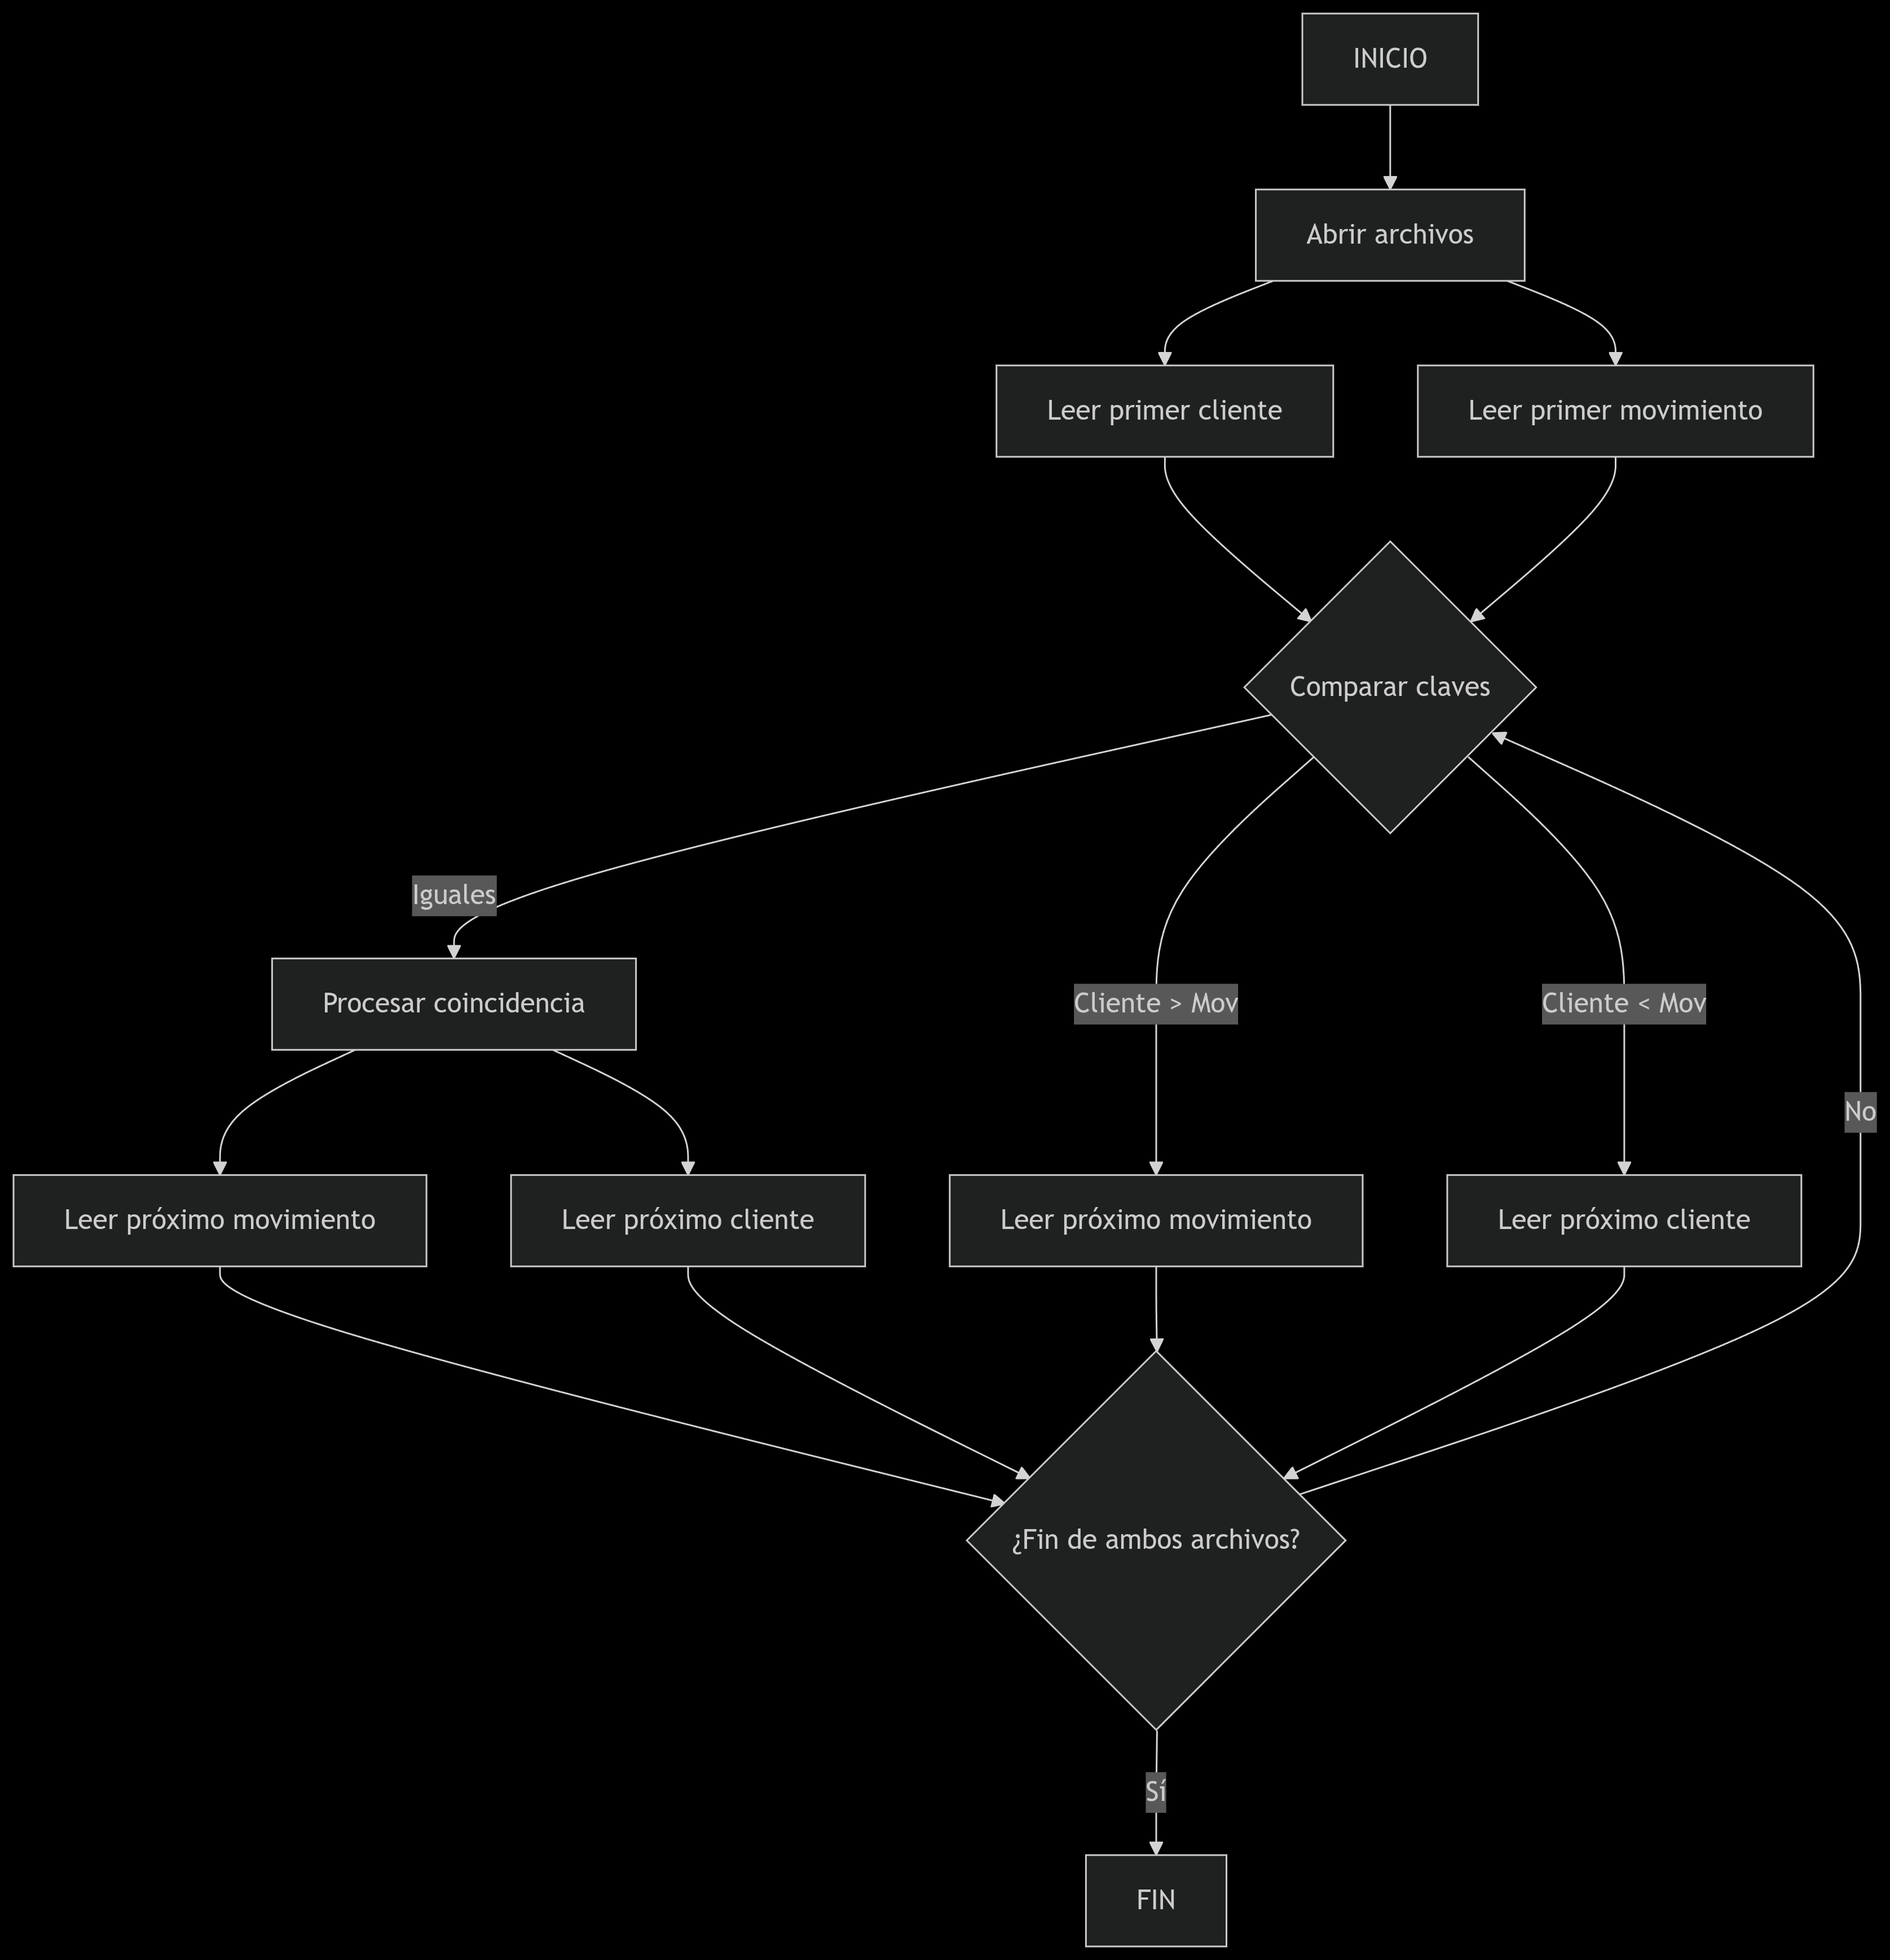 INICIO
Abrir archivos
Leer primer cliente
Leer primer movimiento
Comparar claves
Iguales
Procesar coincidencia
Cliente > Mov
Cliente < Mov
No
Leer próximo movimiento
Leer próximo cliente
Leer próximo movimiento
Leer próximo cliente
¿Fin de ambos archivos?
Sí
FIN